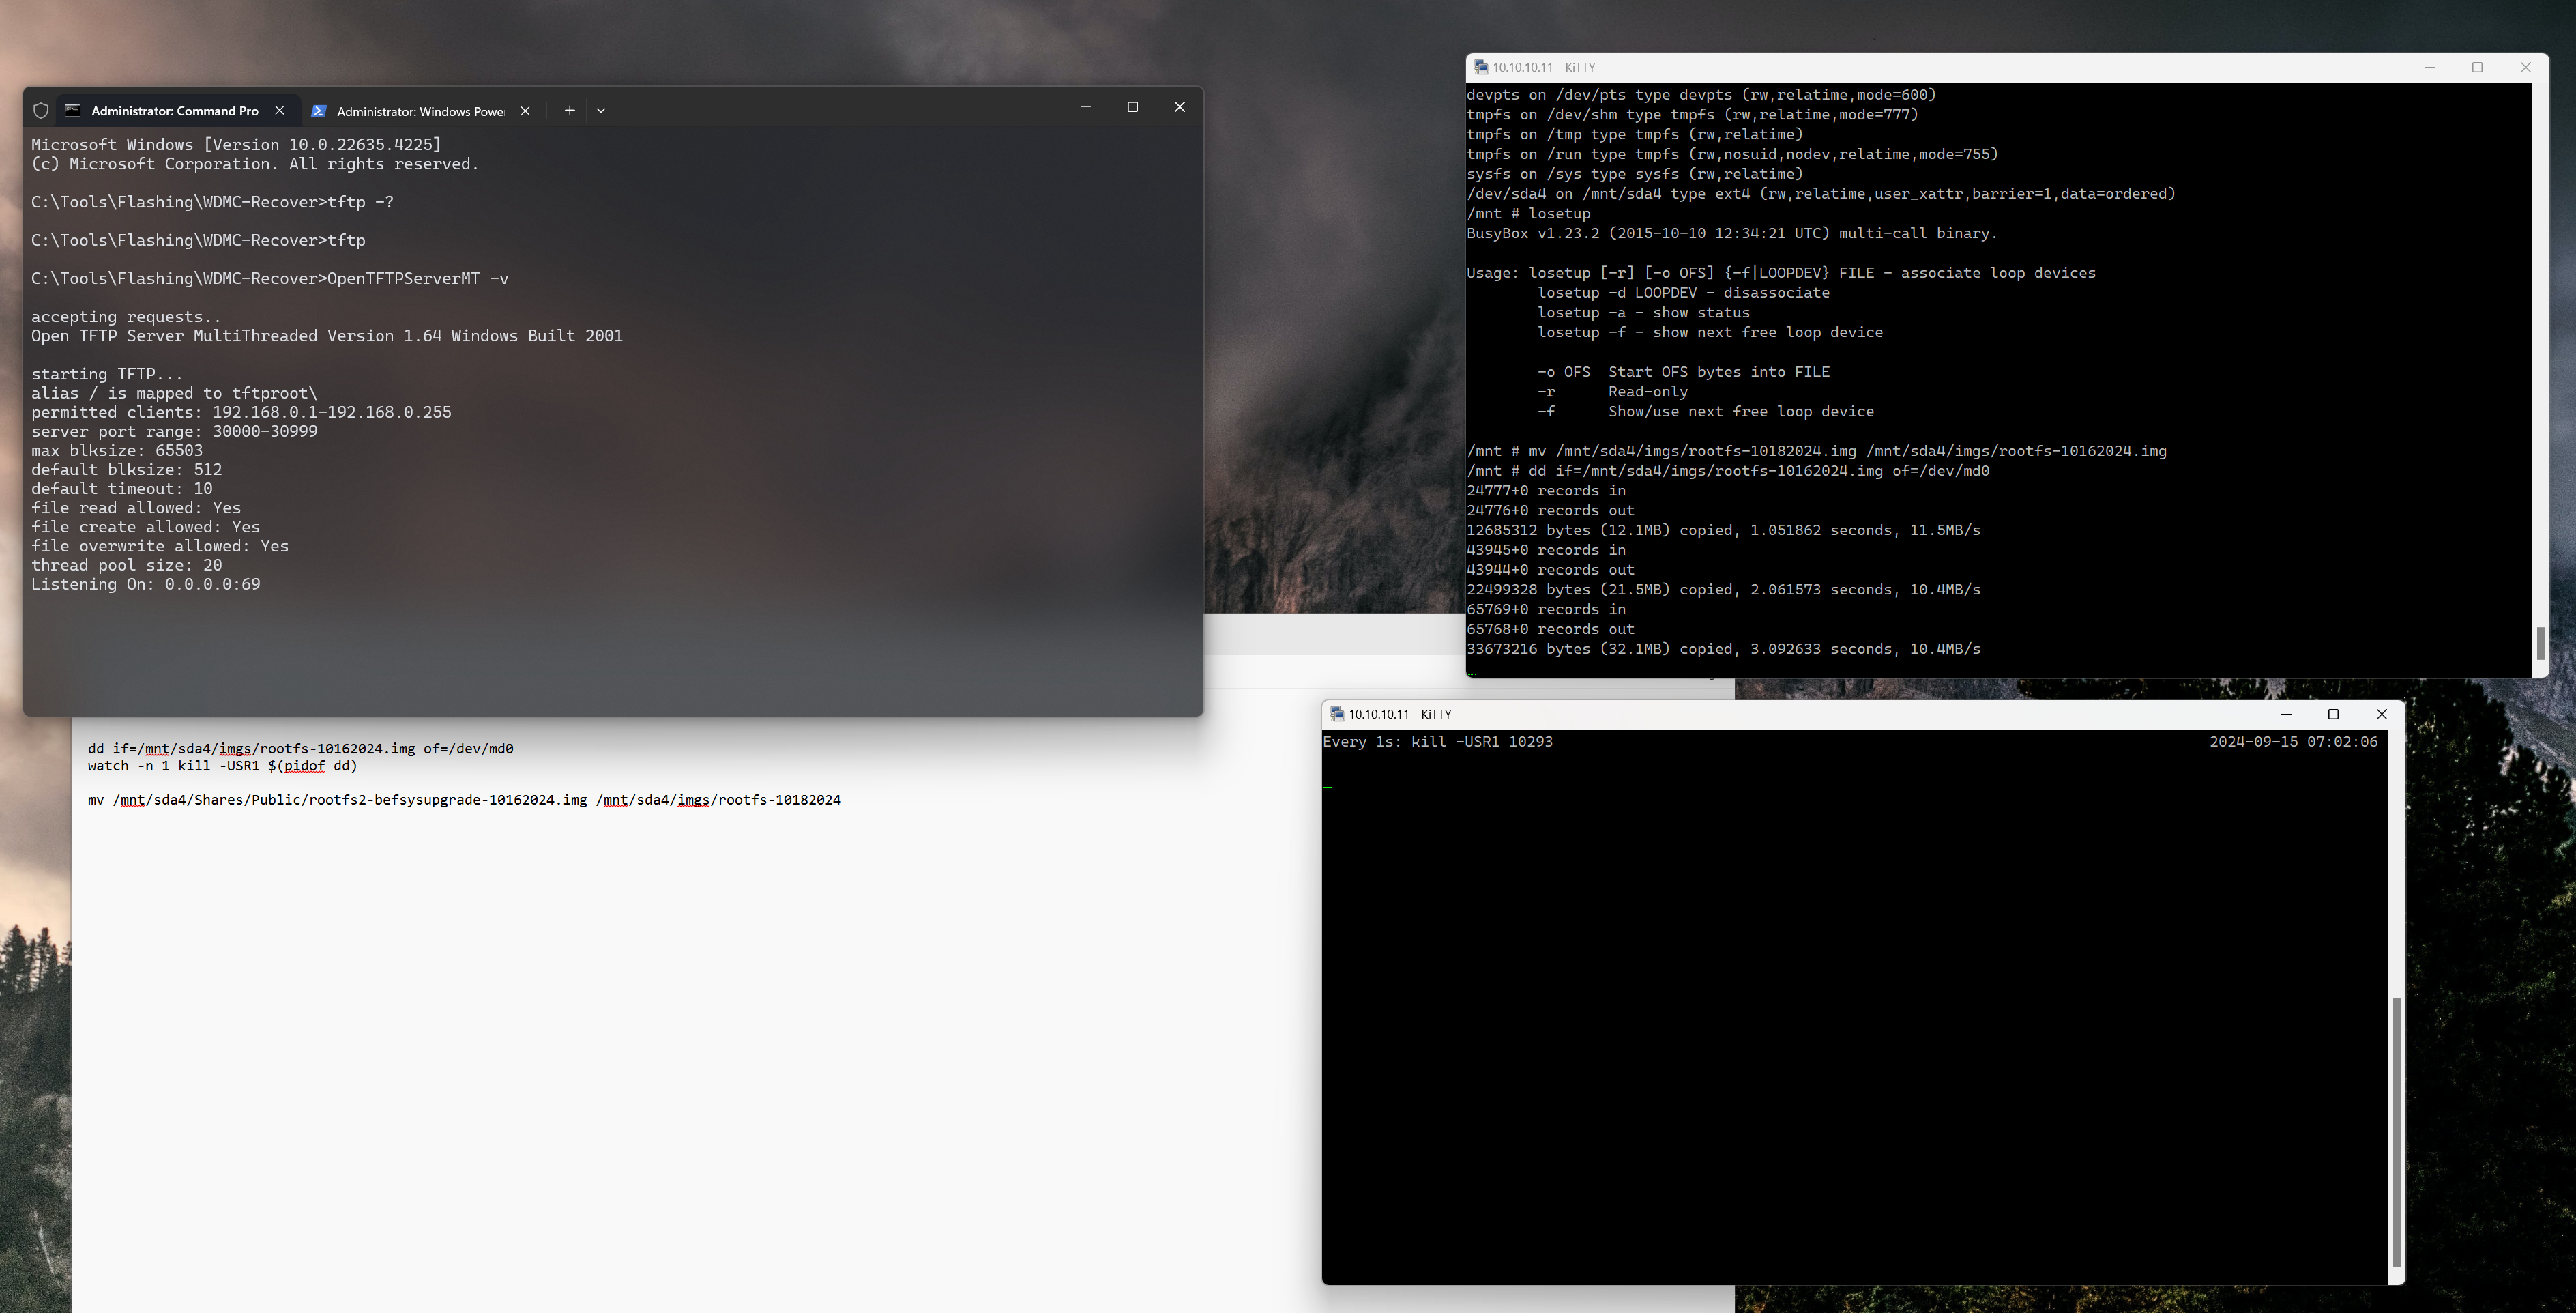 Administrator: Command Pro
Administrator: Windows Powe
Microsoft Windows [Version 10.0.22635.4225]
(c) Microsoft Corporation. All rights reserved.
C:\Tools\Flashing\WDMC-Recover>tftp -?
C:\Tools\Flashing\WDMC-Recover>tftp
C:\Tools\Flashing\WDMC-Recover>OpenTFTPServerMT -v
accepting requests..
Open TFTP Server MultiThreaded Version 1.64 Windows Built 2001
starting TFTP...
alias / is mapped to tftproot\
permitted clients: 192.168.0.1-192.168.0.255
server port range: 30000-30999
max blksize: 65503
default blksize: 512
default timeout: 10
file read allowed: Yes
file create allowed: Yes
file overwrite allowed: Yes
thread pool size: 20
Listening On: 0.0.0.0:69
10.10.10.11 - KiTTY
devpts on /dev/pts type devpts (rw,relatime,mode=600)
tmpfs on /dev/shm type tmpfs (rw,relatime,mode=777)
tmpfs on /tmp type tmpfs (rw,relatime)
tmpfs on /run type tmpfs (rw,nosuid,nodev,relatime,mode=755)
sysfs on /sys type sysfs (rw,relatime)
/dev/sda4 on /mnt/sda4 type ext4 (rw,relatime,user_xattr,barrier=1,data=ordered)
/mnt # losetup
BusyBox v1.23.2 (2015-10-10 12:34:21 UTC) multi-call binary.
Usage: losetup [-r] [-o OFS] {-f|LOOPDEV} FILE - associate loop devices
losetup -d LOOPDEV - disassociate
losetup -a - show status
losetup -f - show next free loop device
-o OFS  Start OFS bytes into FILE
-r      Read-only
-f      Show/use next free loop device
/mnt # mv /mnt/sda4/imgs/rootfs-10182024.img /mnt/sda4/imgs/rootfs-10162024.img
/mnt # dd if=/mnt/sda4/imgs/rootfs-10162024.img of=/dev/md0
24777+0 records in
24776+0 records out
12685312 bytes (12.1MB) copied, 1.051862 seconds, 11.5MB/s
43945+0 records in
43944+0 records out
22499328 bytes (21.5MB) copied, 2.061573 seconds, 10.4MB/s
65769+0 records in
65768+0 records out
33673216 bytes (32.1MB) copied, 3.092633 seconds, 10.4MB/s
dd if=/mnt/sda4/imgs/rootfs-10162024.img of=/dev/md0
watch -n 1 kill -USR1 $(pidof dd)
mv /mnt/sda4/Shares/Public/rootfs2-befsysupgrade-10162024.img /mnt/sda4/imgs/rootfs-10182024
10.10.10.11 - KiTTY
Every 1s: kill -USR1 10293 2024-09-15 07:02:06